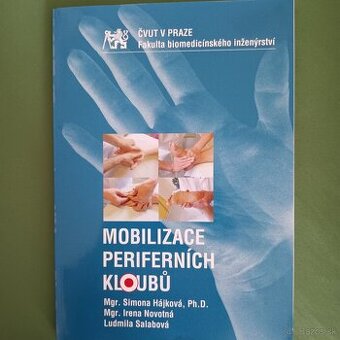 ČVUT V PRAZE
Fakulta biomedicínského inženýrství
MOBILIZACE
PERIFERNÍCH
KLOUBŮ
Mgr. Simona Hájková, Ph.D.
Mgr. Irena Novotná
Ludmila Salabová